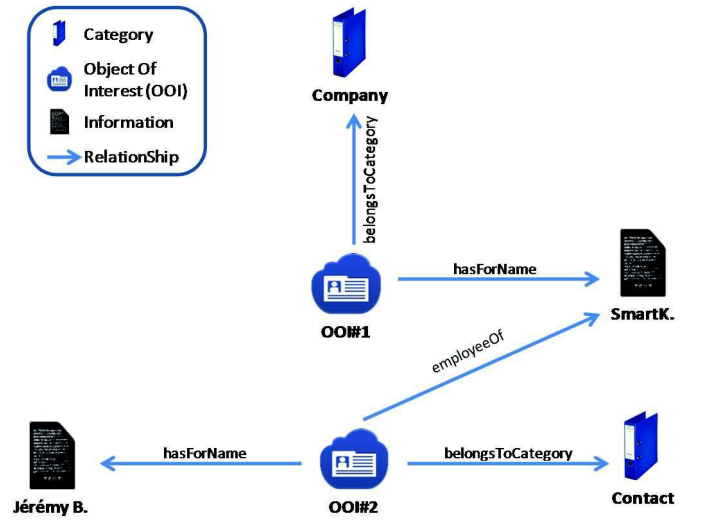 Category
Object Of
Interest (OOI)
Information
RelationShip
Company
belongsToCategory
hasForName
OOI#1
SmartK.
employeeOf
hasForName
belongsToCategory
Jérémy B.
OOI#2
Contact